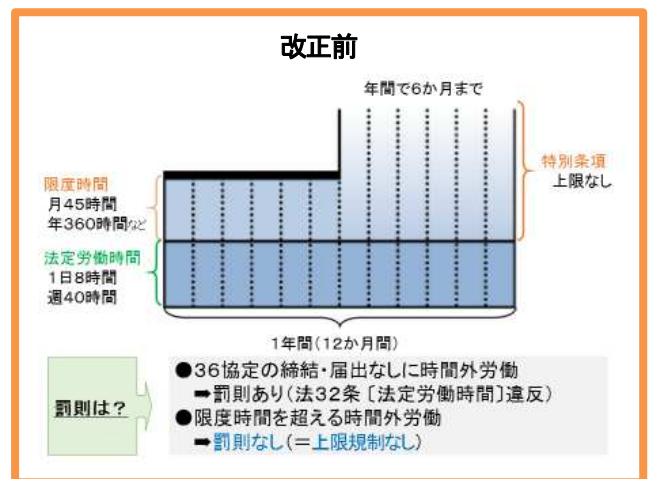 改正前
年間で6か月まで
特別条項
上限なし
限度時間
月45時間
年360時間など
法定労働時間
1日8時間
週40時間
1年間(12か月間)
罰則は?
●36協定の締結・届出なしに時間外労働
➡罰則あり(法32条〔法定労働時間〕違反)
●限度時間を超える時間外労働
➡罰則なし(=上限規制なし)